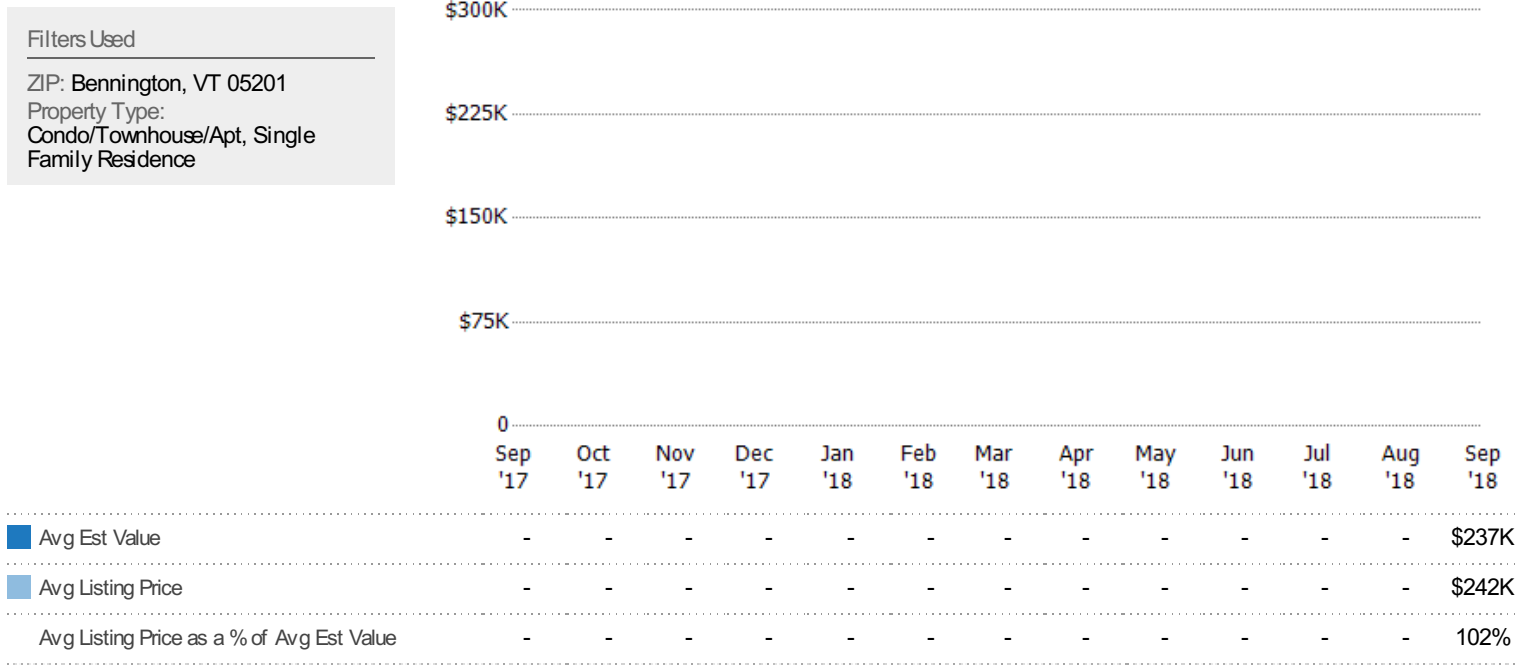 Filters Used
ZIP: Bennington, VT 05201
Property Type:
Condo/Townhouse/Apt, Single
Family Residence
$300K
$225K
$150K
$75K
0
Sep Oct Nov Dec Jan Feb Mar Apr May Jun Jul Aug Sep
'17 '17 '17 '17 '18 '18 '18 '18 '18 '18 '18 '18 '18
Avg Est Value - - - - - - - - - - - - $237K
Avg Listing Price - - - - - - - - - - - - $242K
Avg Listing Price as a % of Avg Est Value - - - - - - - - - - - - 102%